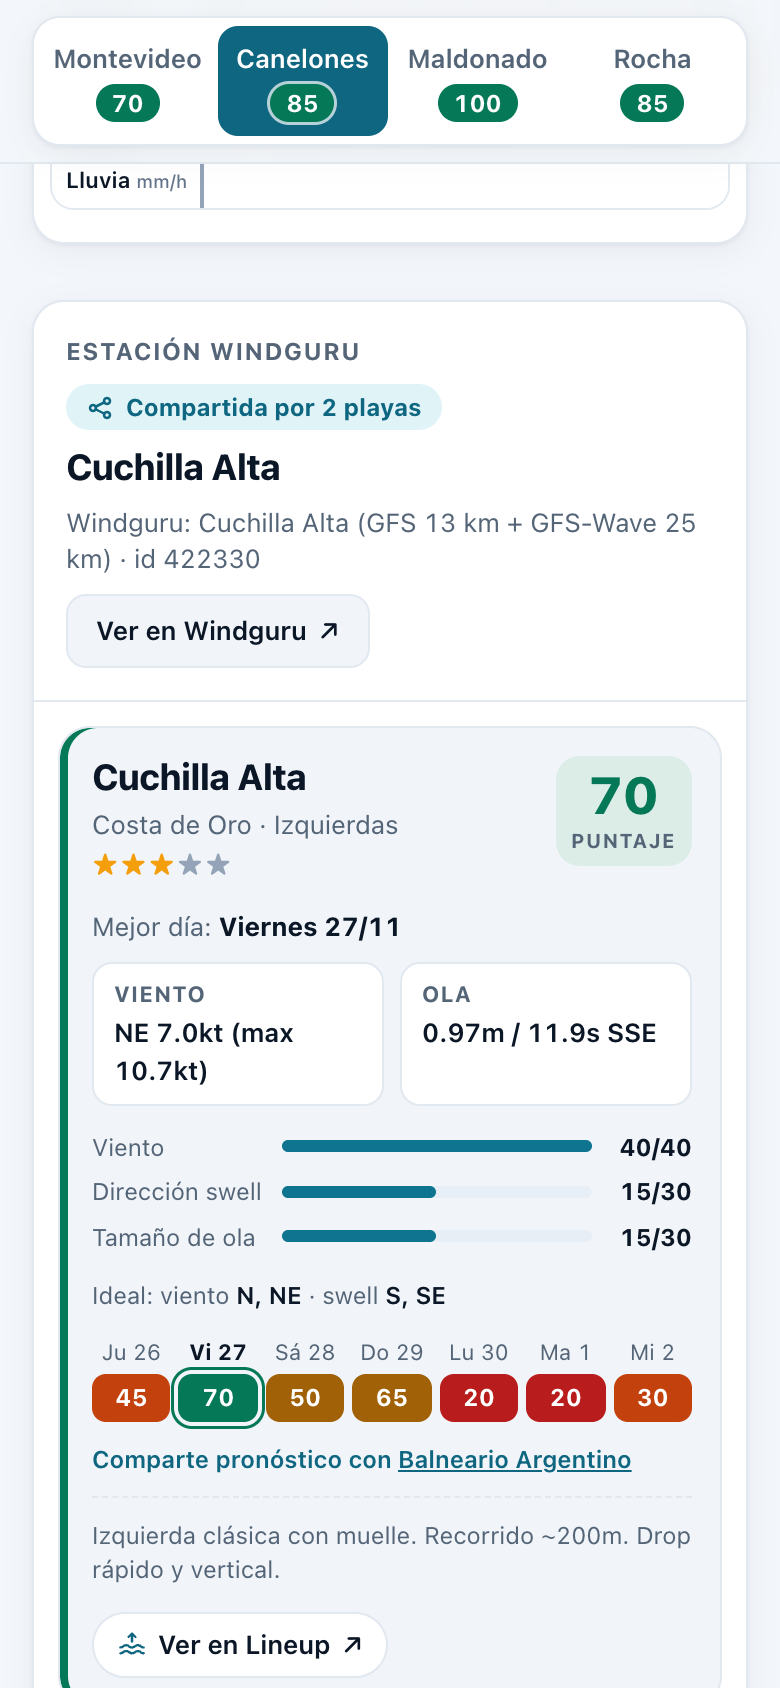 Montevideo Canelones Maldonado Rocha
70 85 100 85
Lluvia mm/h
ESTACIÓN WINDGURU
Compartida por 2 playas
Cuchilla Alta
Windguru: Cuchilla Alta (GFS 13 km + GFS-Wave 25
km) · id 422330
Ver en Windguru ↗
Cuchilla Alta
70
PUNTAJE
Costa de Oro · Izquierdas
Mejor día: Viernes 27/11
VIENTO
NE 7.0kt (max
10.7kt)
OLA
0.97m / 11.9s SSE
Viento 40/40
Dirección swell 15/30
Tamaño de ola 15/30
Ideal: viento N, NE · swell S, SE
Ju 26 Vi 27 Sá 28 Do 29 Lu 30 Ma 1 Mi 2
45 70 50 65 20 20 30
Comparte pronóstico con Balneario Argentino
Izquierda clásica con muelle. Recorrido ~200m. Drop
rápido y vertical.
Ver en Lineup ↗